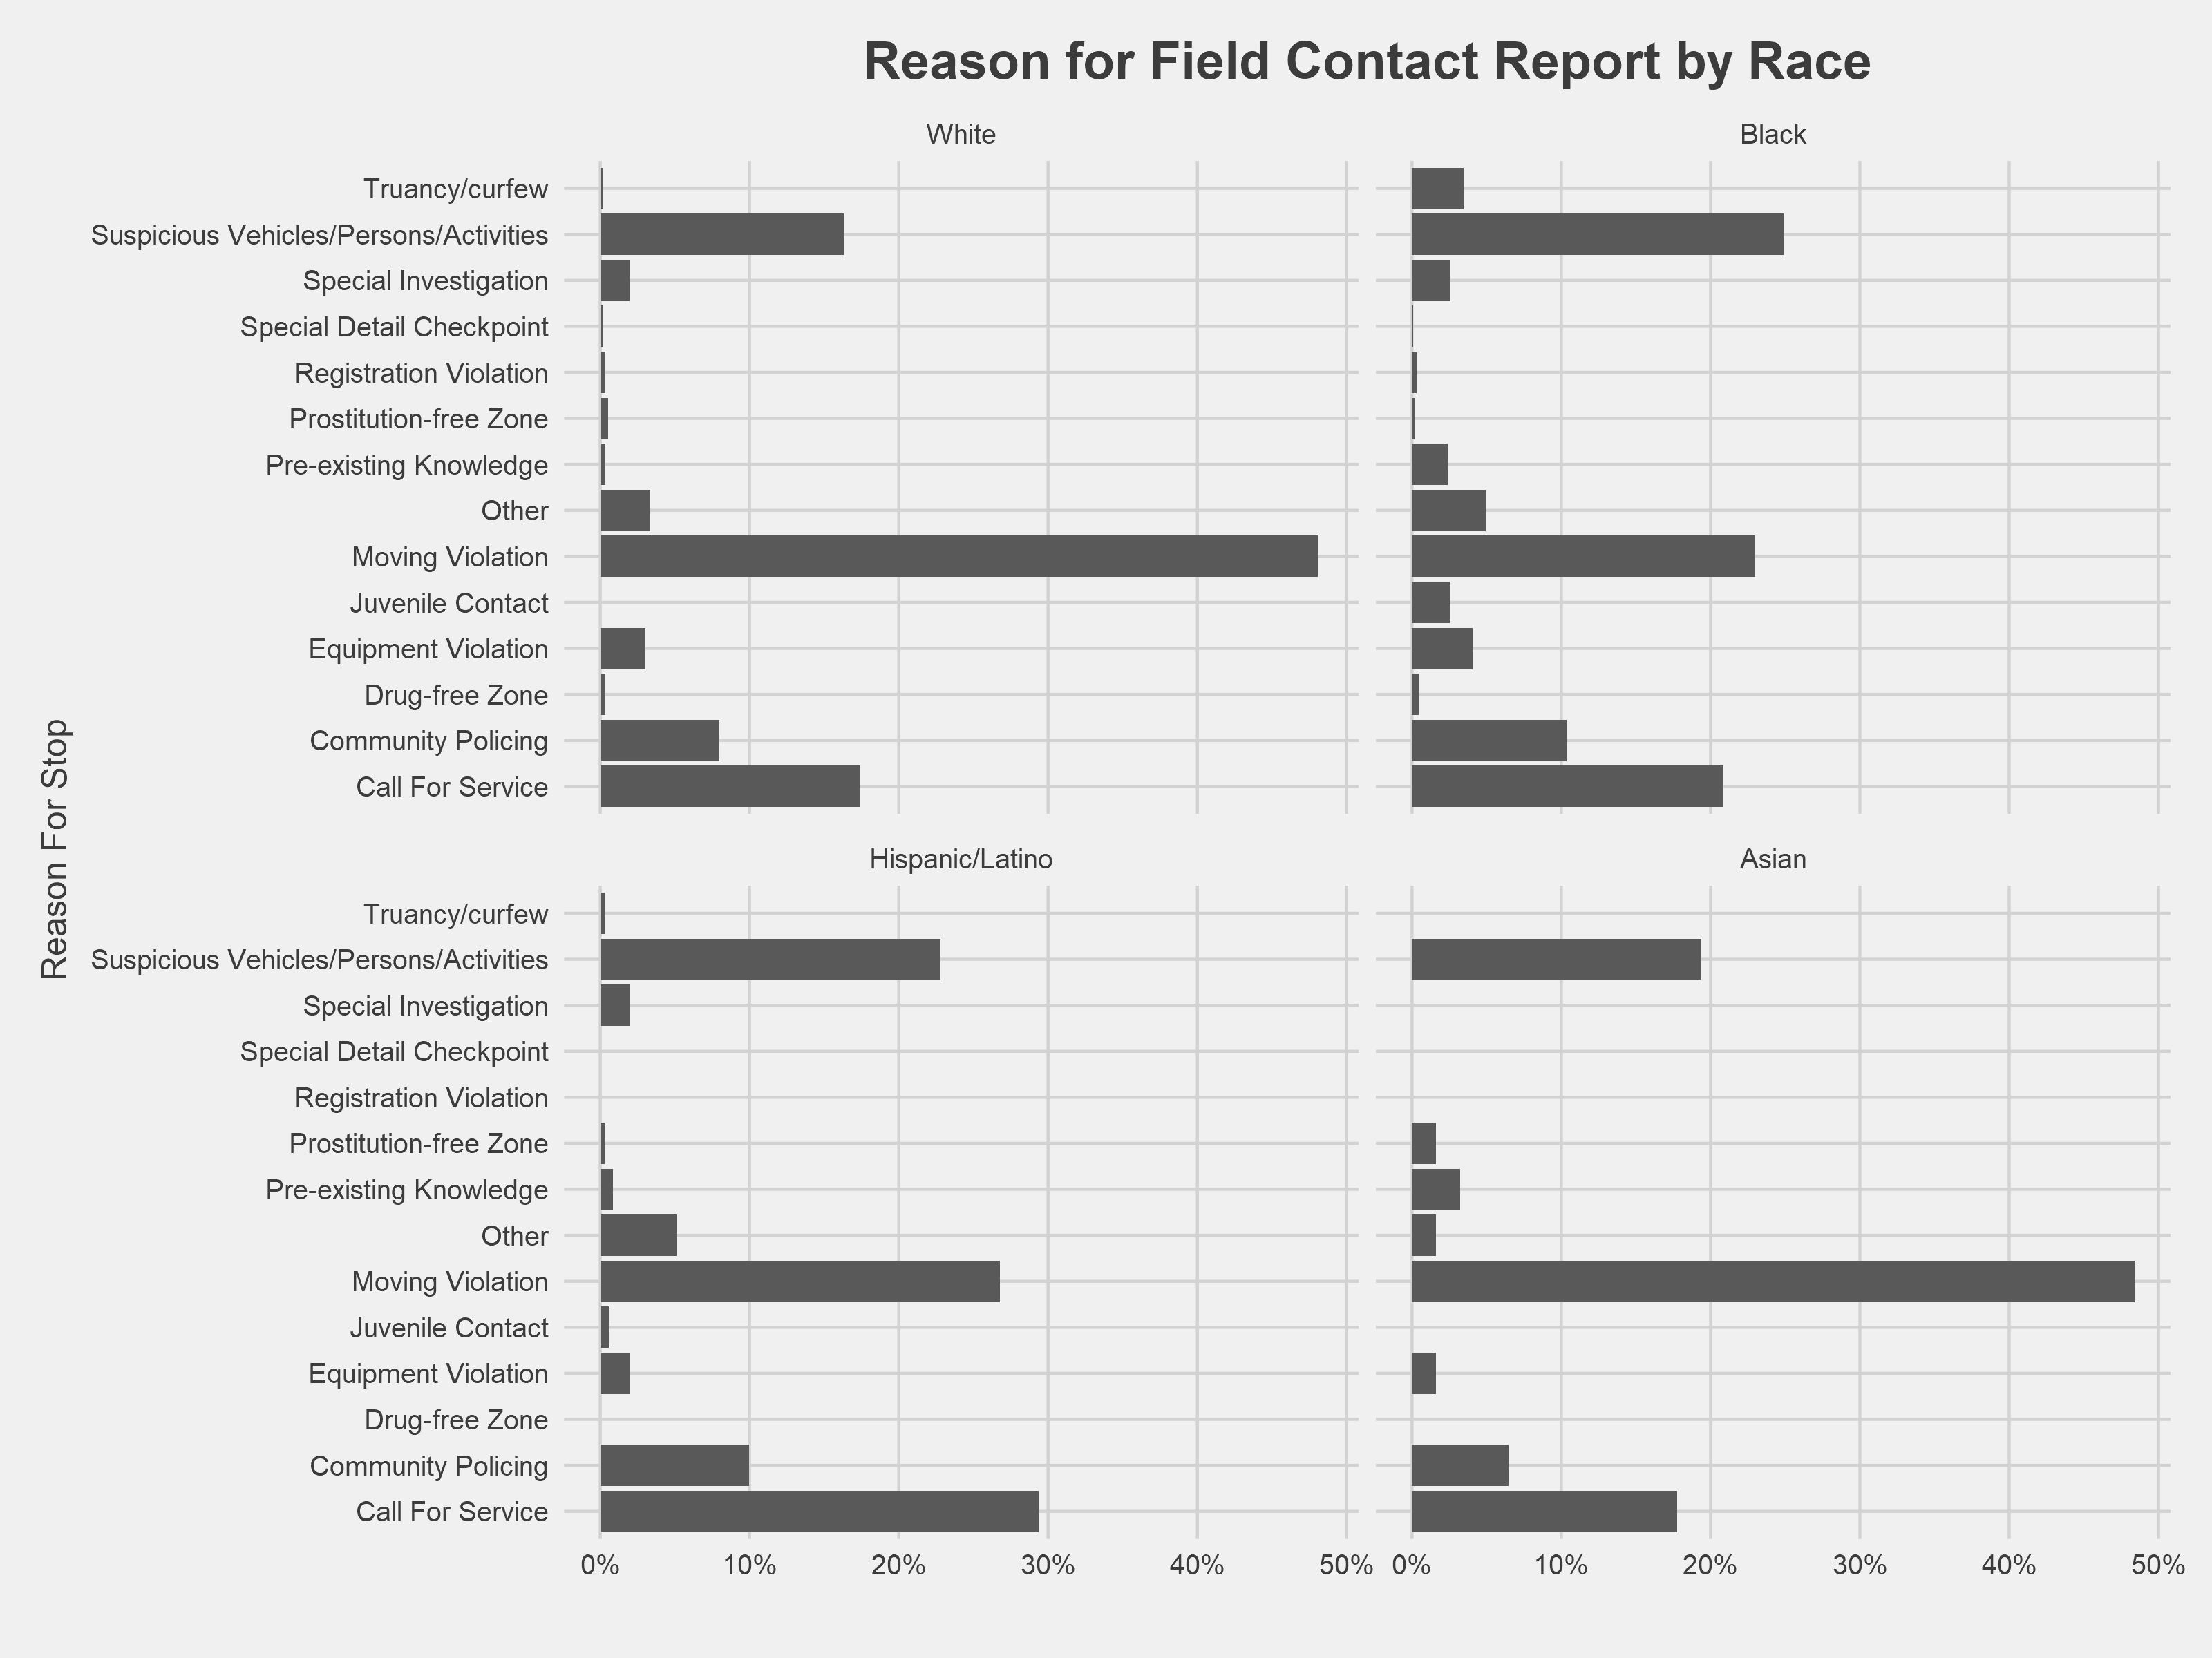 Reason for Field Contact Report by Race
White
Black
Truancy/curfew
Suspicious Vehicles/Persons/Activities
Special Investigation
Special Detail Checkpoint
Registration Violation
Prostitution-free Zone
Pre-existing Knowledge
Other
Moving Violation
Juvenile Contact
Equipment Violation
Drug-free Zone
Community Policing
Call For Service
Reason For Stop
Hispanic/Latino
Asian
Truancy/curfew
Suspicious Vehicles/Persons/Activities
Special Investigation
Special Detail Checkpoint
Registration Violation
Prostitution-free Zone
Pre-existing Knowledge
Other
Moving Violation
Juvenile Contact
Equipment Violation
Drug-free Zone
Community Policing
Call For Service
0% 10% 20% 30% 40% 50% 0% 10% 20% 30% 40% 50%